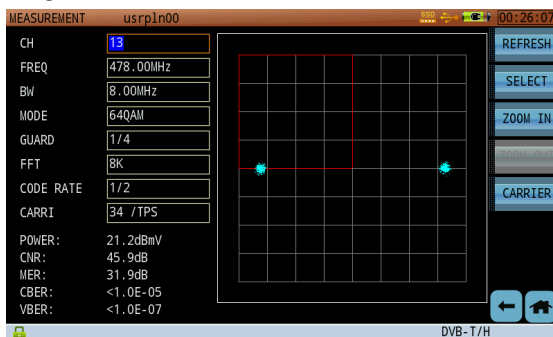 MEASUREMENT usrpln00 SSD 00:26:07
CH 13
FREQ 478.00MHz
BW 8.00MHz
MODE 64QAM
GUARD 1/4
FFT 8K
CODE RATE 1/2
CARRI 34 /TPS
POWER: 21.2dBmV
CNR: 45.9dB
MER: 31.9dB
CBER: <1.0E-05
VBER: <1.0E-07
REFRESH
SELECT
ZOOM IN
ZOOM OUT
CARRIER
DVB-T/H